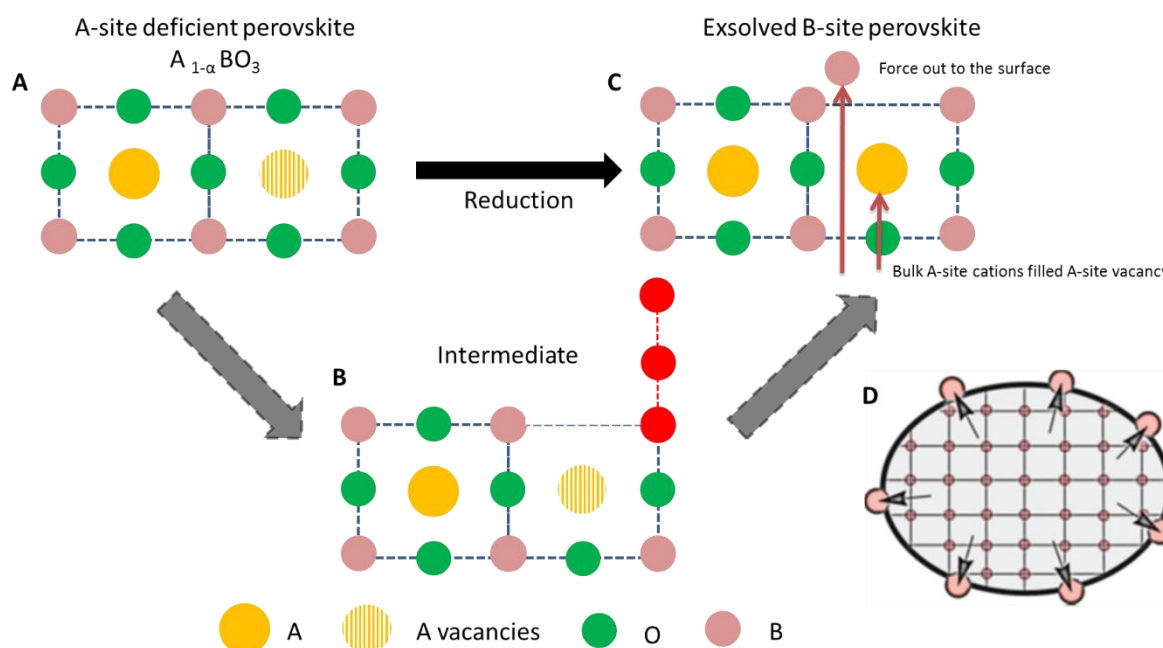 A-site deficient perovskite
A 1-α BO3
Exsolved B-site perovskite
A
C
Force out to the surface
Reduction
Bulk A-site cations filled A-site vacancy
Intermediate
B
D
A
A vacancies
O
B